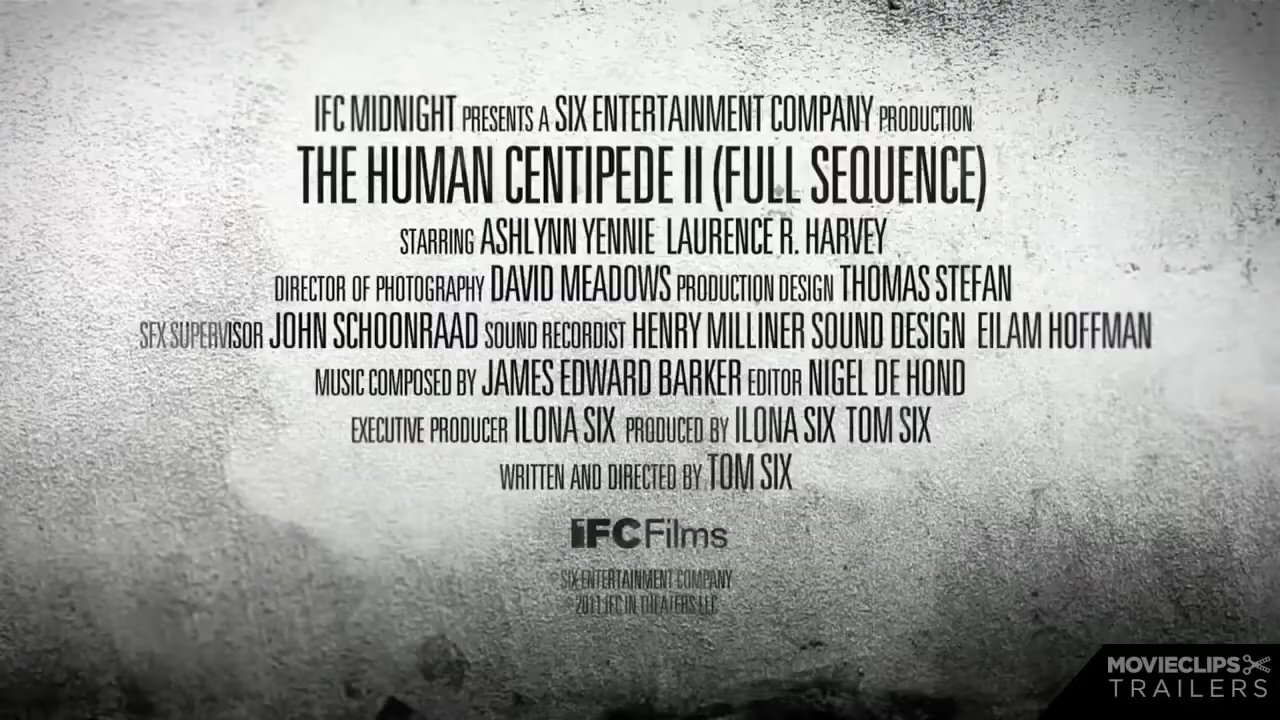 IFC MIDNIGHT PRESENTS A SIX ENTERTAINMENT COMPANY PRODUCTION
THE HUMAN CENTIPEDE II (FULL SEQUENCE)
STARRING ASHLYNN YENNIE LAURENCE R. HARVEY
DIRECTOR OF PHOTOGRAPHY DAVID MEADOWS PRODUCTION DESIGN THOMAS STEFAN
SFX SUPERVISOR JOHN SCHOONRAAD SOUND RECORDIST HENRY MILLINER SOUND DESIGN EILAM HOFFMAN
MUSIC COMPOSED BY JAMES EDWARD BARKER EDITOR NIGEL DE HOND
EXECUTIVE PRODUCER ILONA SIX PRODUCED BY ILONA SIX TOM SIX
WRITTEN AND DIRECTED BY TOM SIX
IFC Films
© SIX ENTERTAINMENT COMPANY
© 2011 IFC IN THEATERS LLC
MOVIECLIPS
TRAILERS